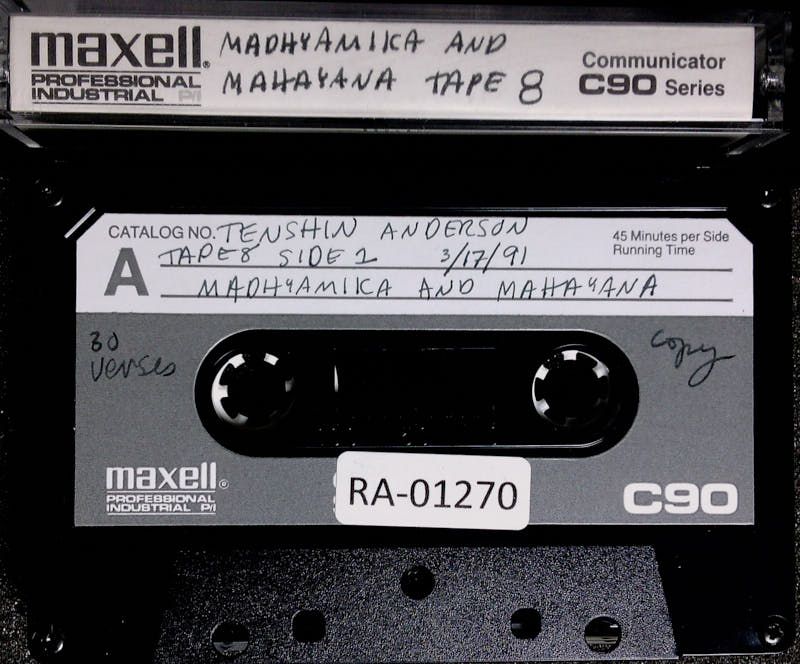 maxell®
PROFESSIONAL
INDUSTRIAL P/I
MADHYAMIKA AND
MAHAYANA TAPE 8
Communicator
C90 Series
CATALOG NO. TENSHIN ANDERSON
A
TAPE 8 SIDE 1 3/17/91
45 Minutes per Side
Running Time
MADHYAMIKA AND MAHAYANA
30
verses
copy
maxell®
PROFESSIONAL
INDUSTRIAL P/I
RA-01270
C90